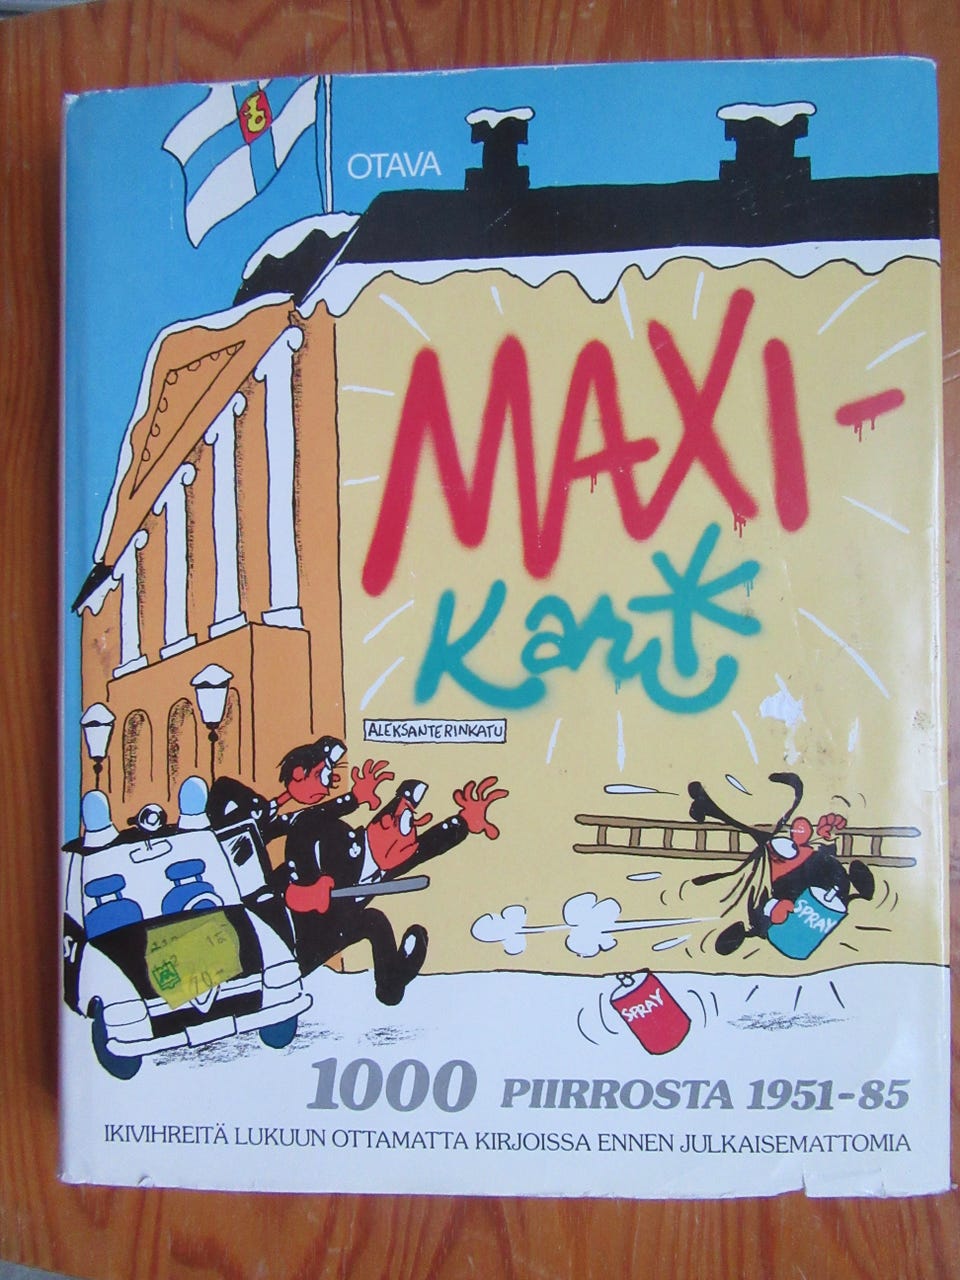 OTAVA
MAXI-
Kari
ALEKSANTERINKATU
SPRAY
SPRAY
1000 PIIRROSTA 1951-85
IKIVIHREITÄ LUKUUN OTTAMATTA KIRJOISSA ENNEN JULKAISEMATTOMIA